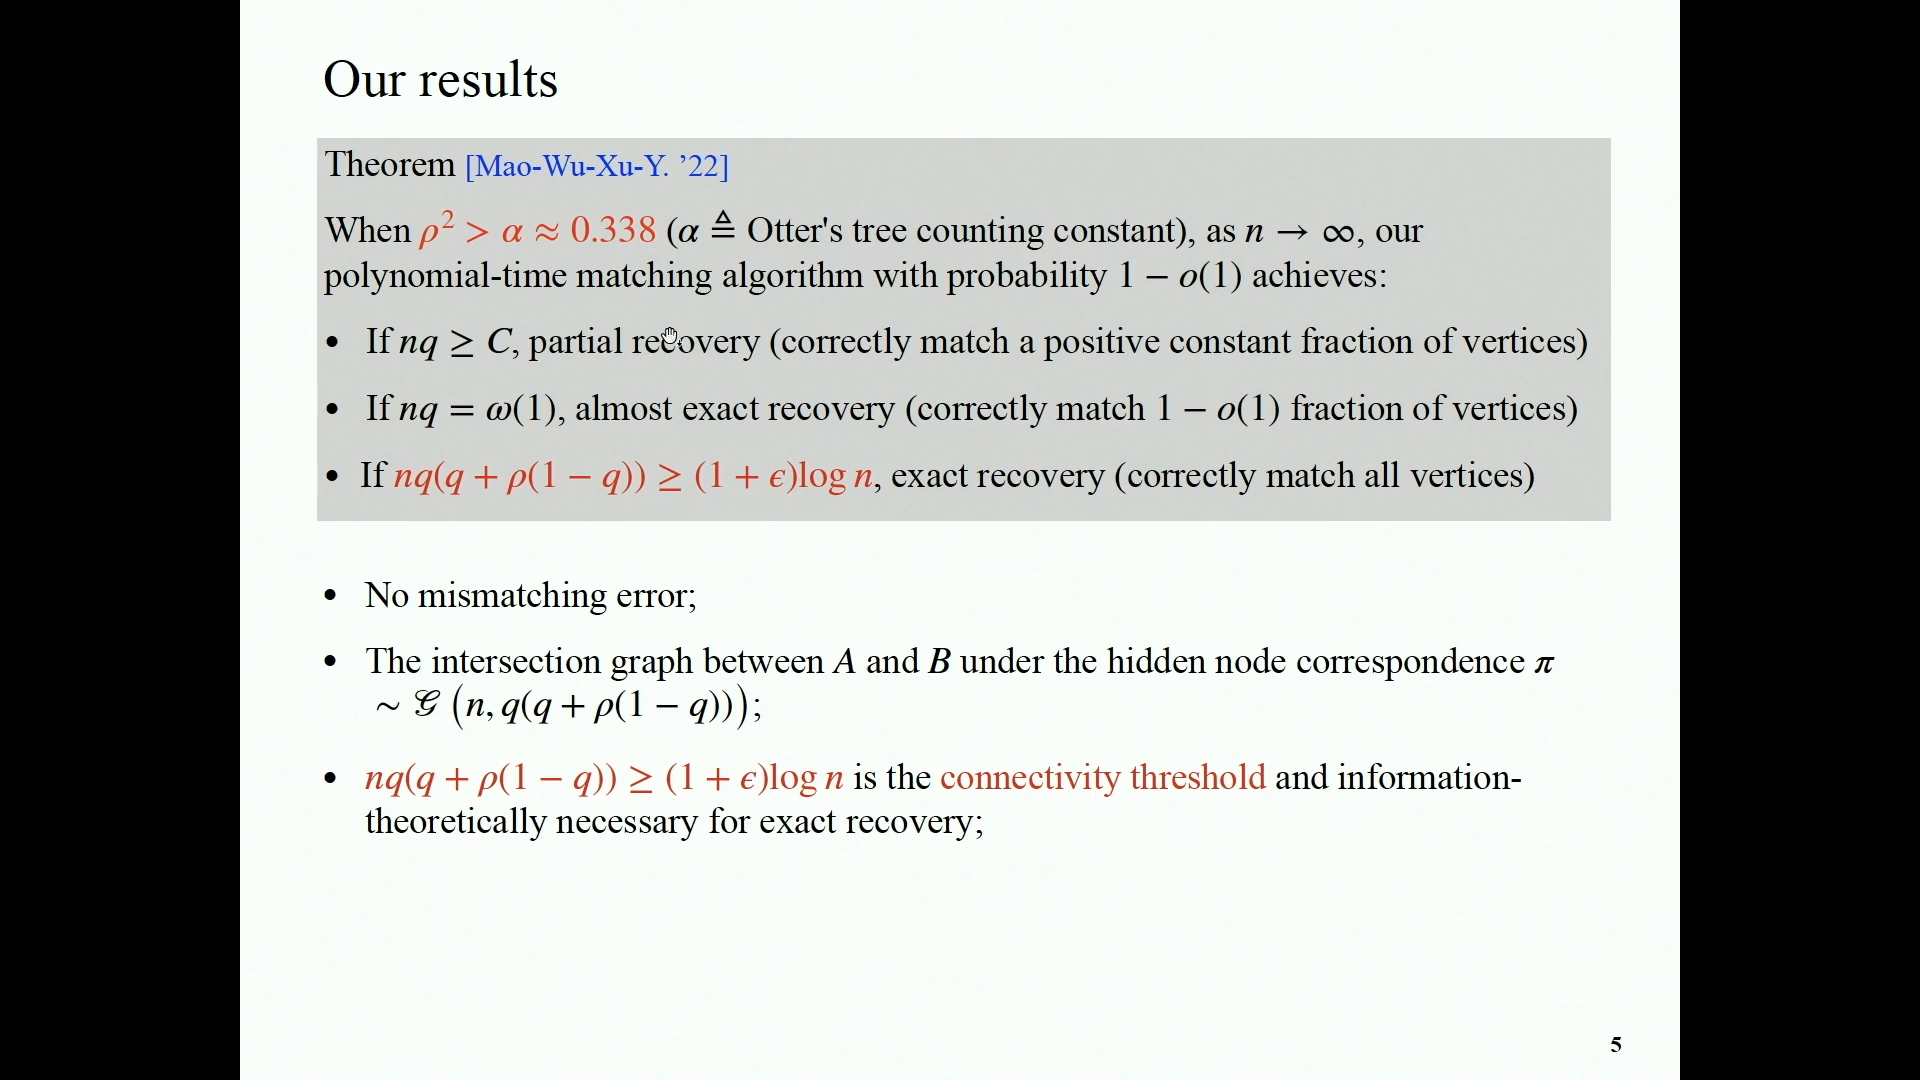 Our results
Theorem [Mao-Wu-Xu-Y. ’22]
When ρ² > α ≈ 0.338 (α ≜ Otter's tree counting constant), as n → ∞, our
polynomial-time matching algorithm with probability 1 − o(1) achieves:
• If nq ≥ C, partial recovery (correctly match a positive constant fraction of vertices)
• If nq = ω(1), almost exact recovery (correctly match 1 − o(1) fraction of vertices)
• If nq(q + ρ(1 − q)) ≥ (1 + ϵ)log n, exact recovery (correctly match all vertices)
• No mismatching error;
• The intersection graph between A and B under the hidden node correspondence π
∼ 𝒢 (n, q(q + ρ(1 − q)));
• nq(q + ρ(1 − q)) ≥ (1 + ϵ)log n is the connectivity threshold and information-
theoretically necessary for exact recovery;
5